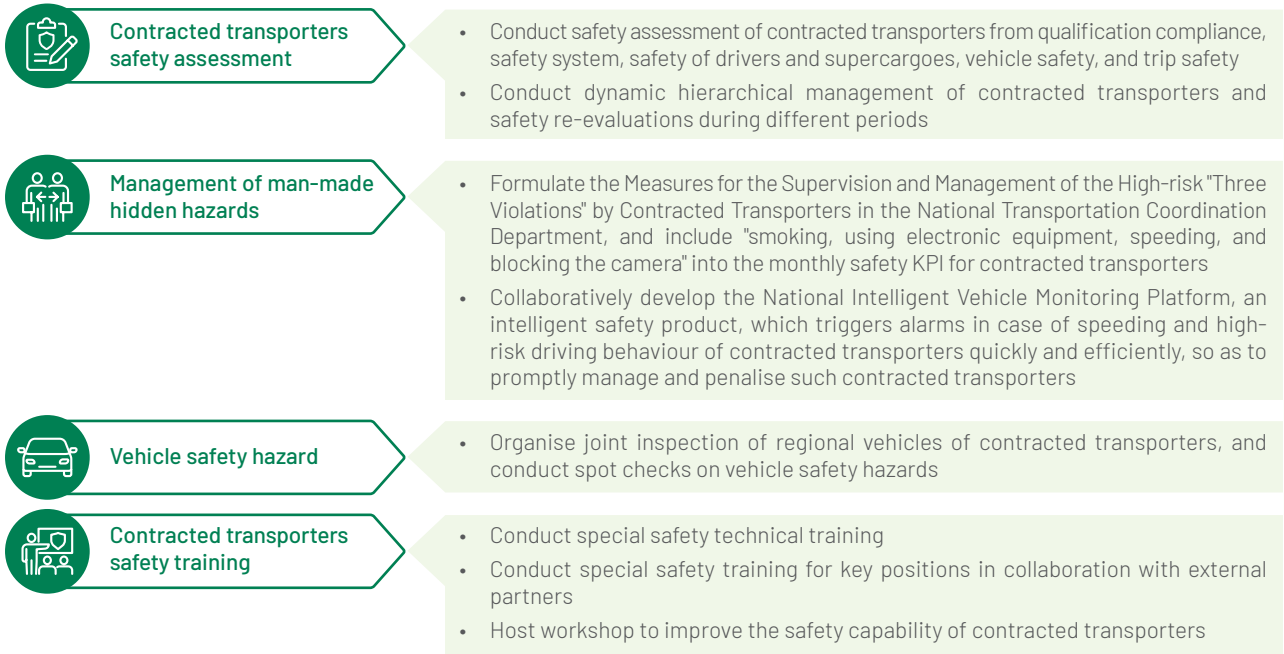 Contracted transporters
safety assessment
• Conduct safety assessment of contracted transporters from qualification compliance,
safety system, safety of drivers and supercargoes, vehicle safety, and trip safety
• Conduct dynamic hierarchical management of contracted transporters and
safety re-evaluations during different periods
Management of man-made
hidden hazards
• Formulate the Measures for the Supervision and Management of the High-risk "Three
Violations" by Contracted Transporters in the National Transportation Coordination
Department, and include "smoking, using electronic equipment, speeding, and
blocking the camera" into the monthly safety KPI for contracted transporters
• Collaboratively develop the National Intelligent Vehicle Monitoring Platform, an
intelligent safety product, which triggers alarms in case of speeding and high-
risk driving behaviour of contracted transporters quickly and efficiently, so as to
promptly manage and penalise such contracted transporters
Vehicle safety hazard
• Organise joint inspection of regional vehicles of contracted transporters, and
conduct spot checks on vehicle safety hazards
Contracted transporters
safety training
• Conduct special safety technical training
• Conduct special safety training for key positions in collaboration with external
partners
• Host workshop to improve the safety capability of contracted transporters